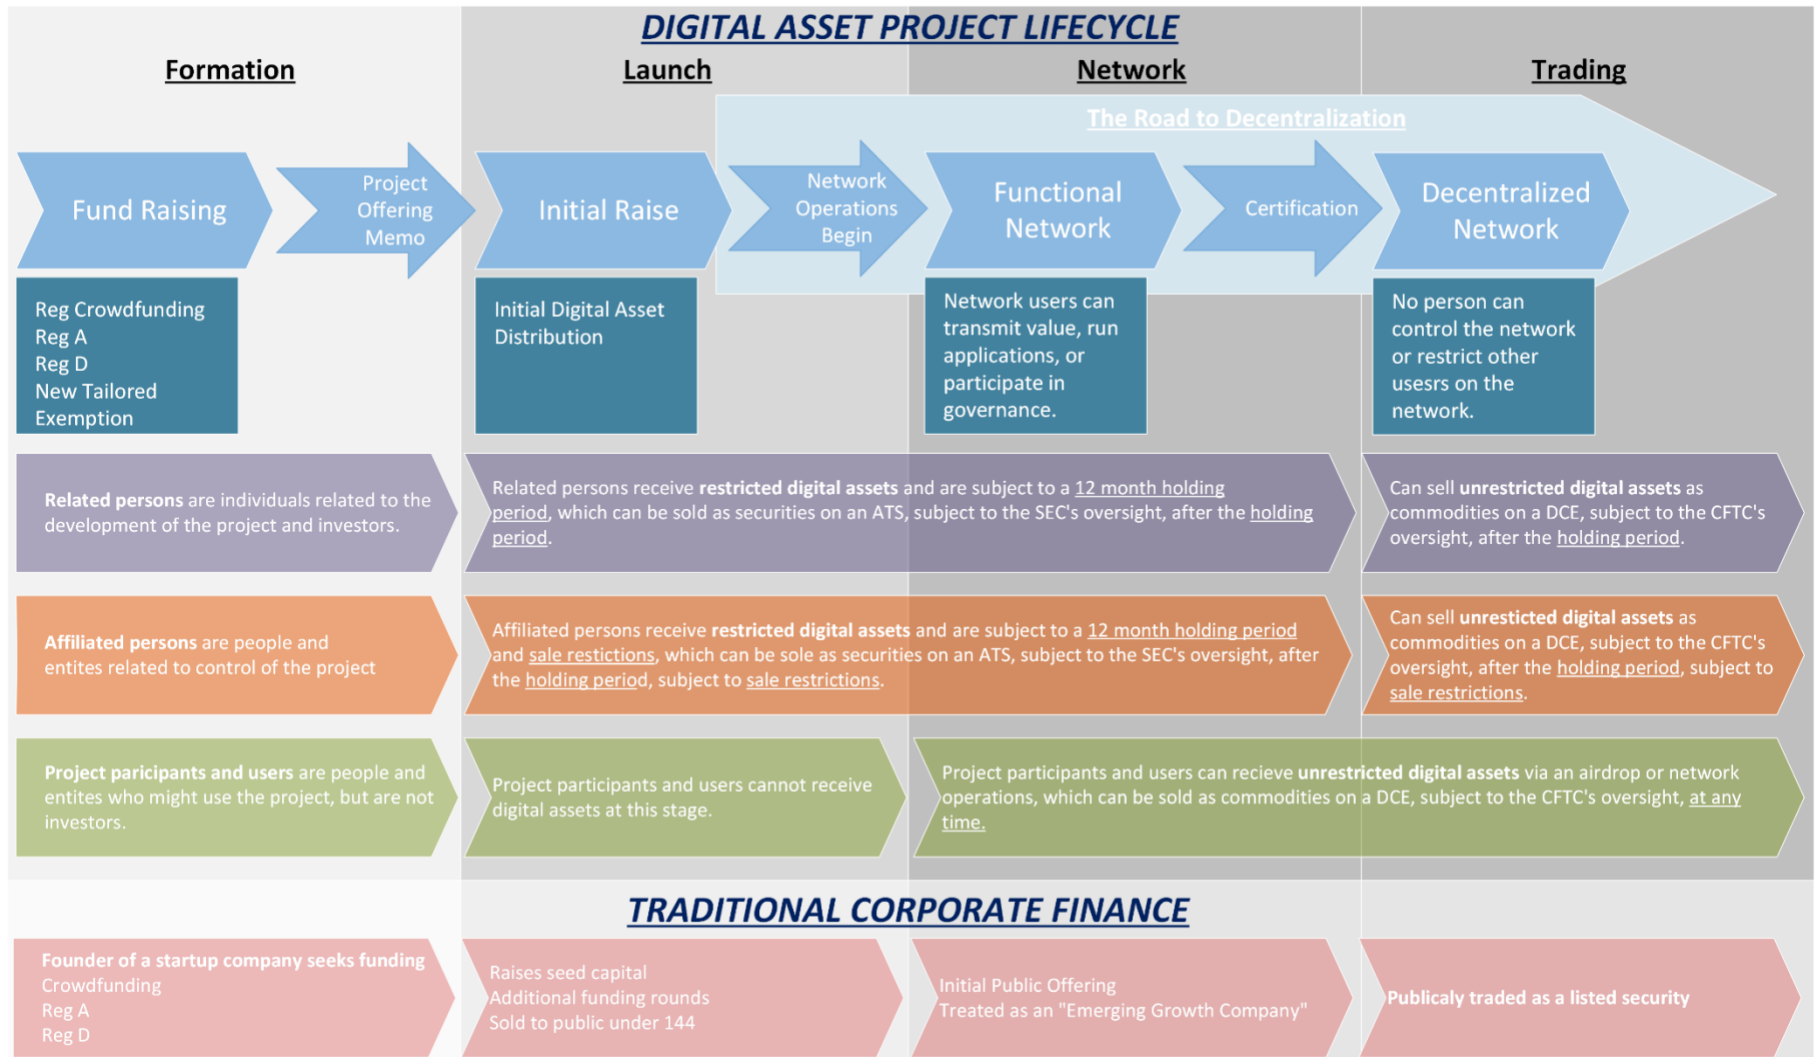 DIGITAL ASSET PROJECT LIFECYCLE
Formation
Launch
Network
Trading
The Road to Decentralization
Fund Raising
Project
Offering
Memo
Initial Raise
Network
Operations
Begin
Functional
Network
Certification
Decentralized
Network
Reg Crowdfunding
Reg A
Reg D
New Tailored
Exemption
Initial Digital Asset
Distribution
Network users can
transmit value, run
applications, or
participate in
governance.
No person can
control the network
or restrict other
usesrs on the
network.
Related persons are individuals related to the
development of the project and investors.
Related persons receive restricted digital assets and are subject to a 12 month holding
period, which can be sold as securities on an ATS, subject to the SEC's oversight, after the holding
period.
Can sell unrestricted digital assets as
commodities on a DCE, subject to the CFTC's
oversight, after the holding period.
Affiliated persons are people and
entites related to control of the project
Affiliated persons receive restricted digital assets and are subject to a 12 month holding period
and sale restictions, which can be sole as securities on an ATS, subject to the SEC's oversight, after
the holding period, subject to sale restrictions.
Can sell unresticted digital assets as
commodities on a DCE, subject to the CFTC's
oversight, after the holding period, subject to
sale restrictions.
Project paricipants and users are people and
entites who might use the project, but are not
investors.
Project participants and users cannot receive
digital assets at this stage.
Project participants and users can recieve unrestricted digital assets via an airdrop or network
operations, which can be sold as commodities on a DCE, subject to the CFTC's oversight, at any
time.
TRADITIONAL CORPORATE FINANCE
Founder of a startup company seeks funding
Crowdfunding
Reg A
Reg D
Raises seed capital
Additional funding rounds
Sold to public under 144
Initial Public Offering
Treated as an "Emerging Growth Company"
Publicaly traded as a listed security